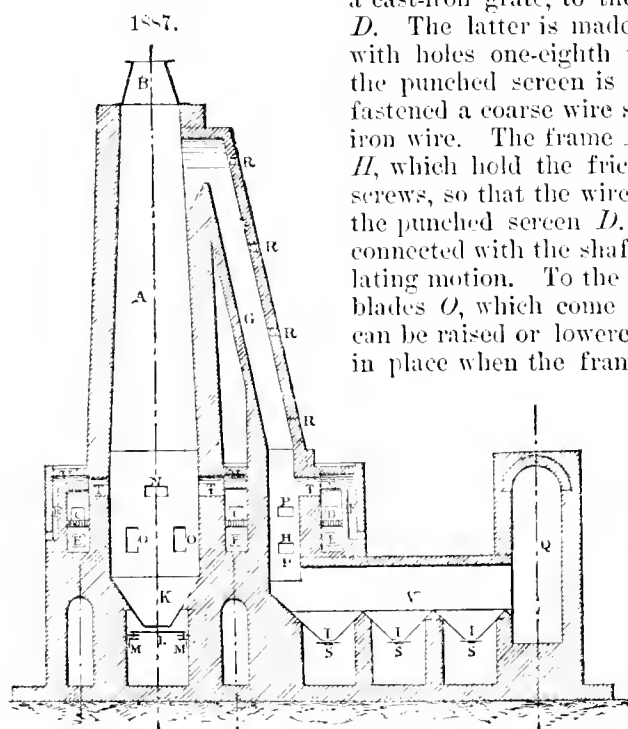 a cast-iron grate, to the
1887.
D. The latter is made
with holes one-eighth
the punched screen is
fastened a coarse wire s
iron wire. The frame
H, which hold the fric
screws, so that the wire
the punched screen D.
connected with the shaf
lating motion. To the
blades O, which come
can be raised or lowere
in place when the fram
B
R
R
A
G
R
R
N
T T T
P
C C D
H
O O
E E E
P
Q
K
V
L
M M
I I I
S S S